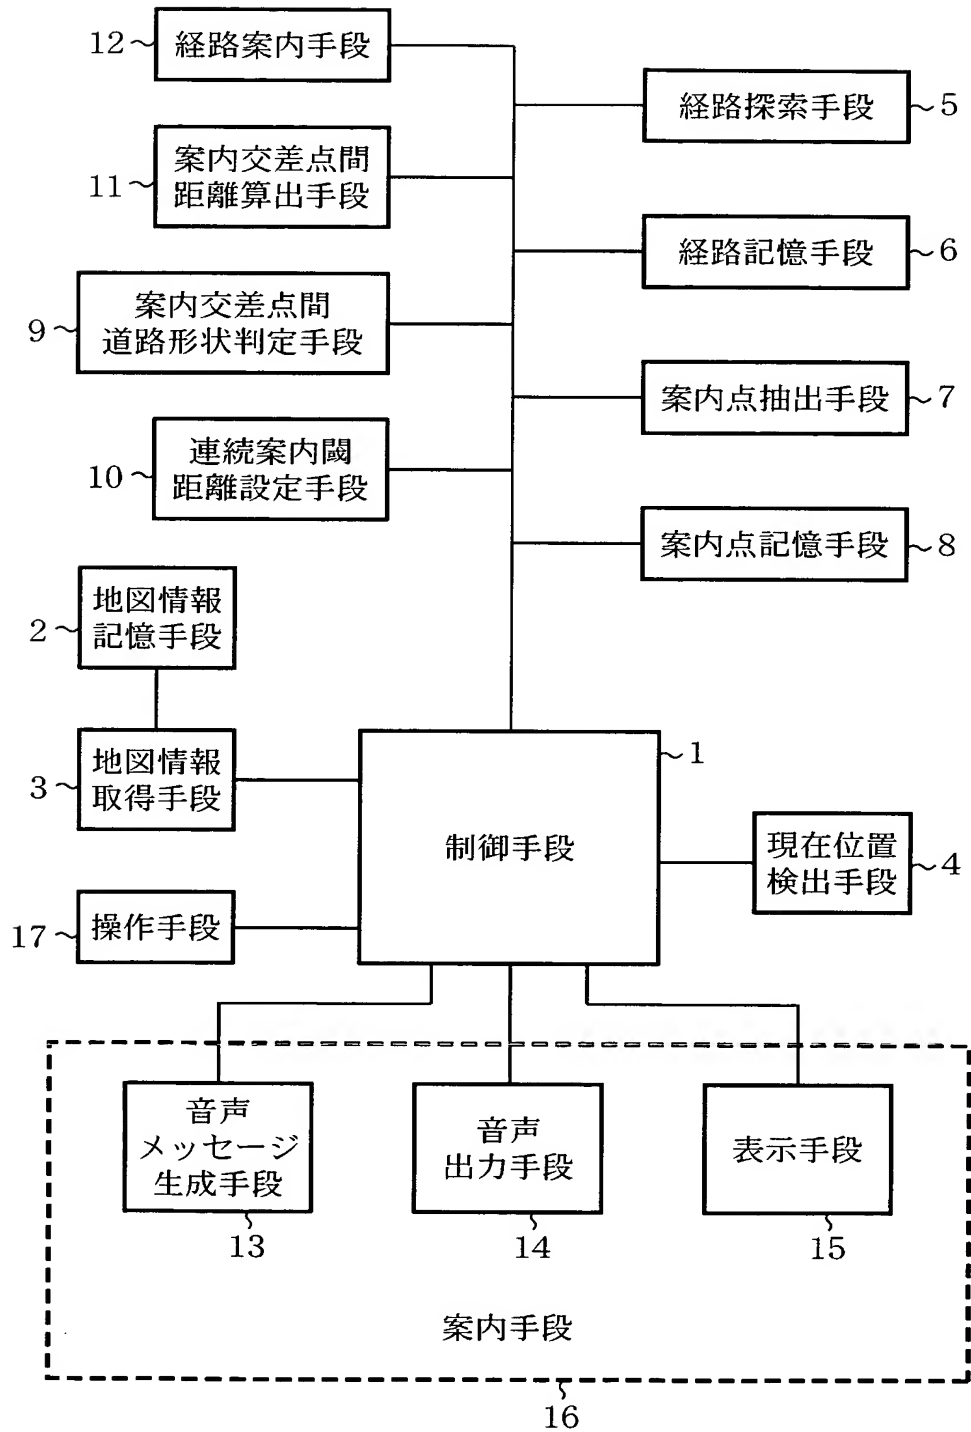 12
経路案内手段
経路探索手段
5
11
案内交差点間
距離算出手段
経路記憶手段
6
9
案内交差点間
道路形状判定手段
案内点抽出手段
7
10
連続案内閾
距離設定手段
案内点記憶手段
8
2
地図情報
記憶手段
3
地図情報
取得手段
1
制御手段
現在位置
検出手段
4
17
操作手段
音声
メッセージ
生成手段
13
音声
出力手段
14
表示手段
15
案内手段
16